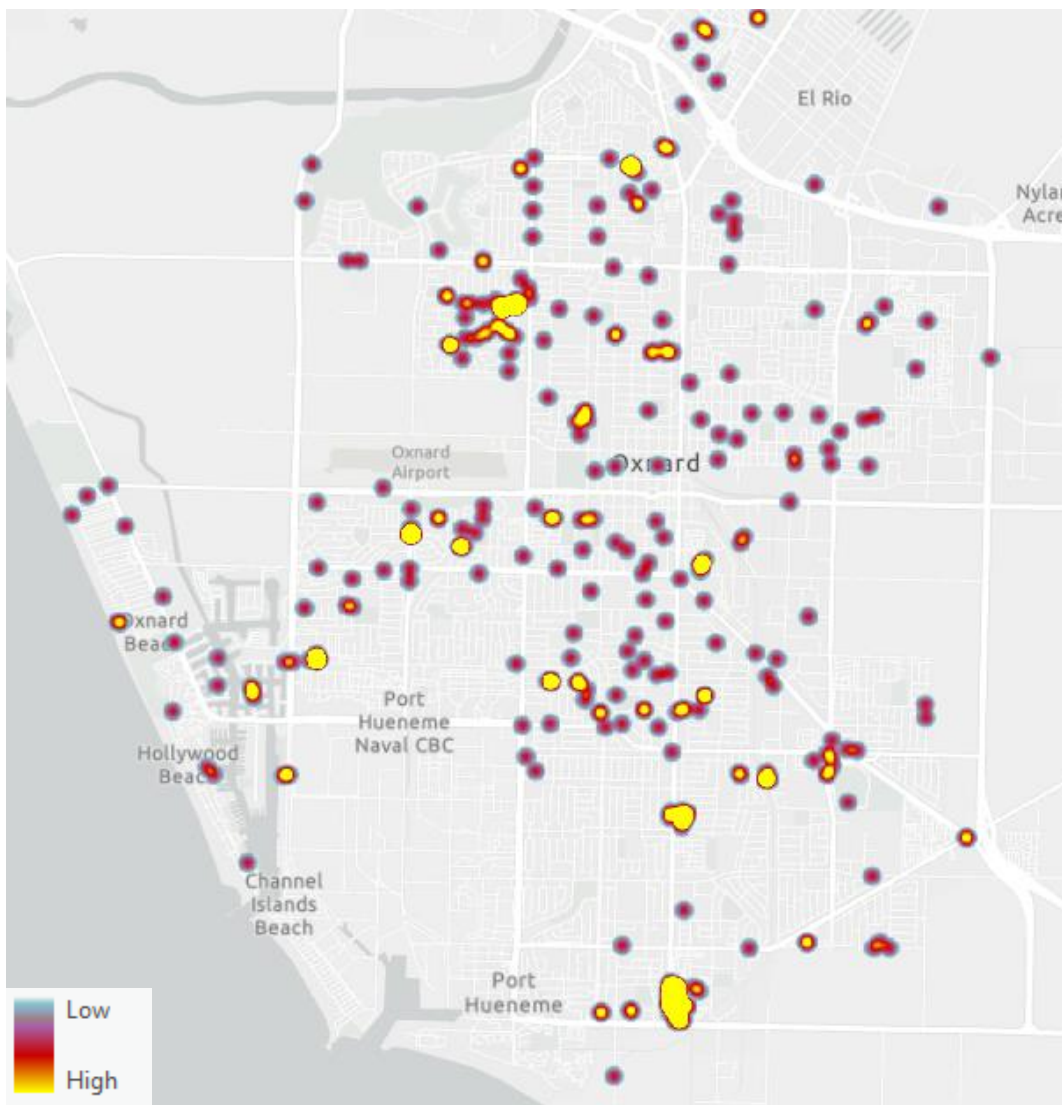 El Rio
Nylan
Acre
Oxnard
Airport
Oxnard
Oxnard
Beach
Port
Hueneme
Naval CBC
Hollywood
Beach
Channel
Islands
Beach
Port
Hueneme
Low
High